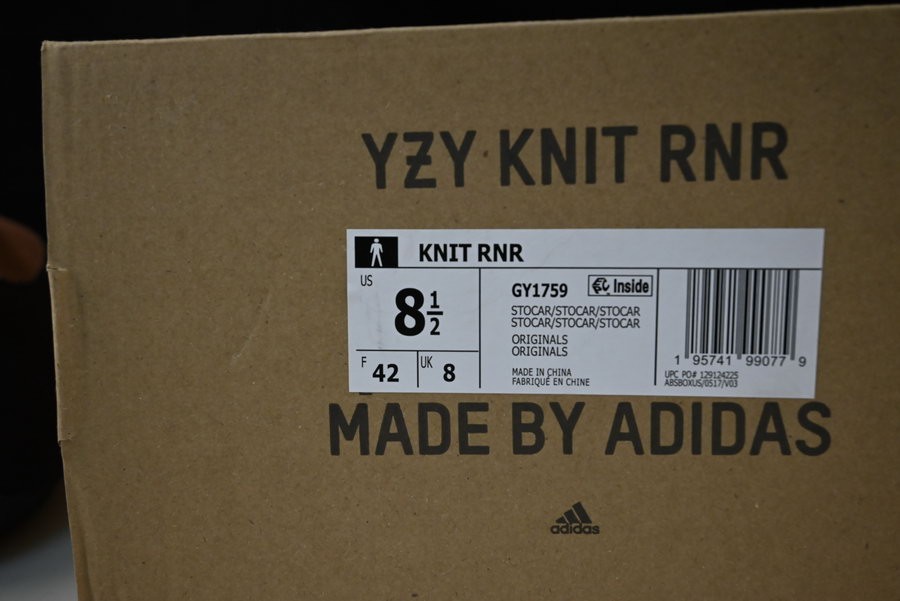 YZY KNIT RNR
KNIT RNR
US
8 1/2
F 42
UK 8
GY1759
Inside
STOCAR/STOCAR/STOCAR
STOCAR/STOCAR/STOCAR
ORIGINALS
ORIGINALS
MADE IN CHINA
FABRIQUÉ EN CHINE
1 95741 99077 9
UPC PO# 129124225
ABSBOXUS/0517/V03
MADE BY ADIDAS
adidas